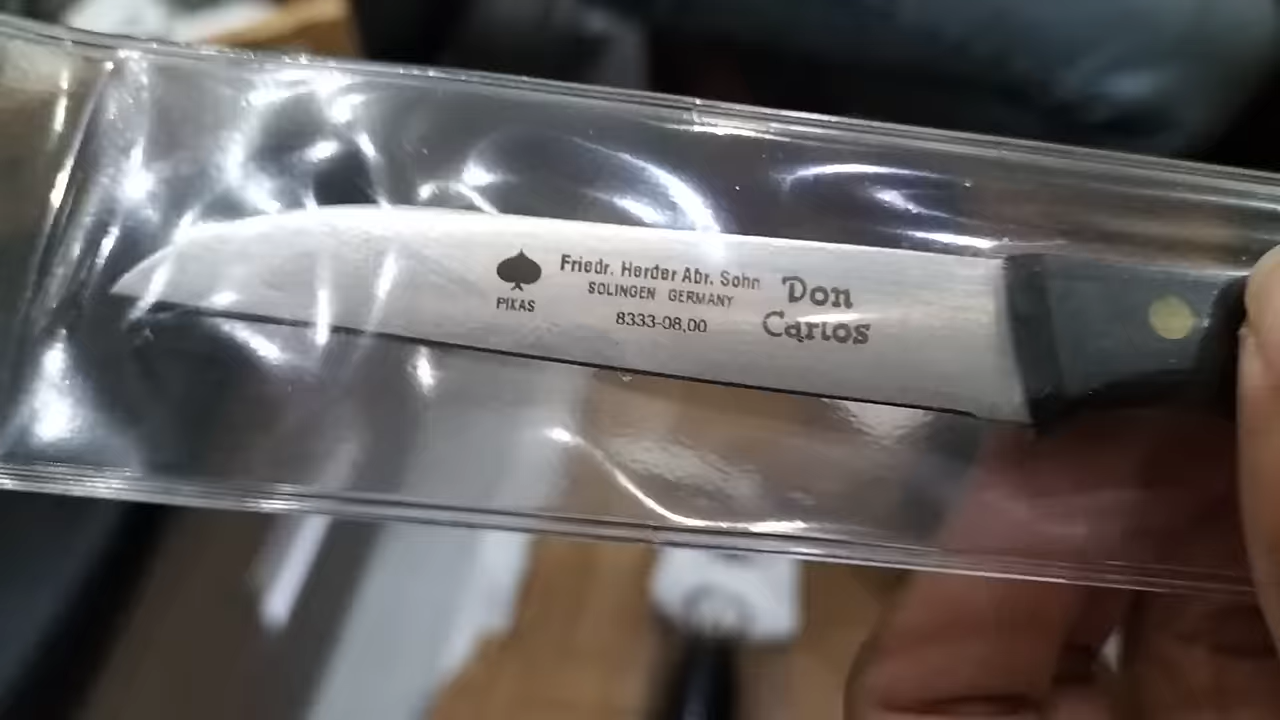 PIKAS
Friedr. Herder Abr. Sohn
SOLINGEN GERMANY
8333-08,00
Don
Carlos